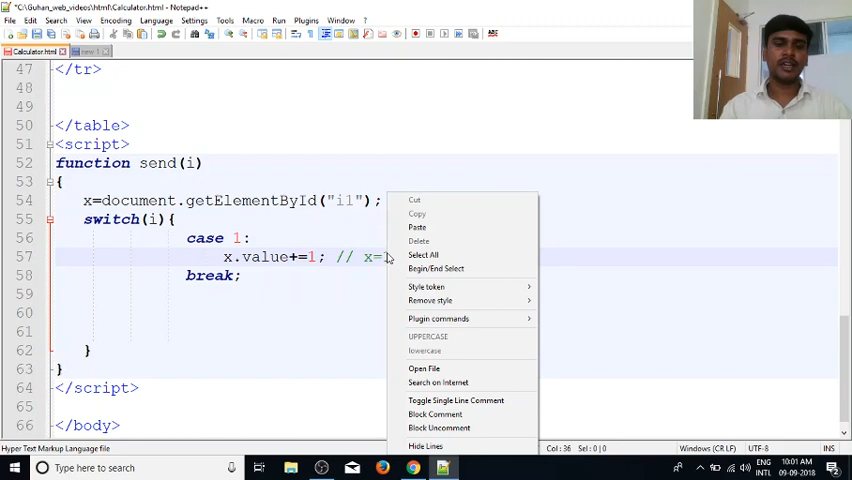 *C:\Guhan_web_videos\html\Calculator.html - Notepad++
File Edit Search View Encoding Language Settings Tools Macro Run Plugins Window ?
Calculator.html new 1
47 </tr>
48
49
50 </table>
51 <script>
52 function send(i)
53 {
54 x=document.getElementById("i1");
55 switch(i){
56 case 1:
57 x.value+=1; // x=1
58 break;
59
60
61
62 }
63 }
64 </script>
65
66 </body>
Cut
Copy
Paste
Delete
Select All
Begin/End Select
Style token
Remove style
Plugin commands
UPPERCASE
lowercase
Open File
Search on Internet
Toggle Single Line Comment
Block Comment
Block Uncomment
Hide Lines
Hyper Text Markup Language file Col : 36 Sel : 0 | 0 Windows (CR LF) UTF-8 INS
Type here to search
ENG
INTL
10:01 AM
09-09-2018
2